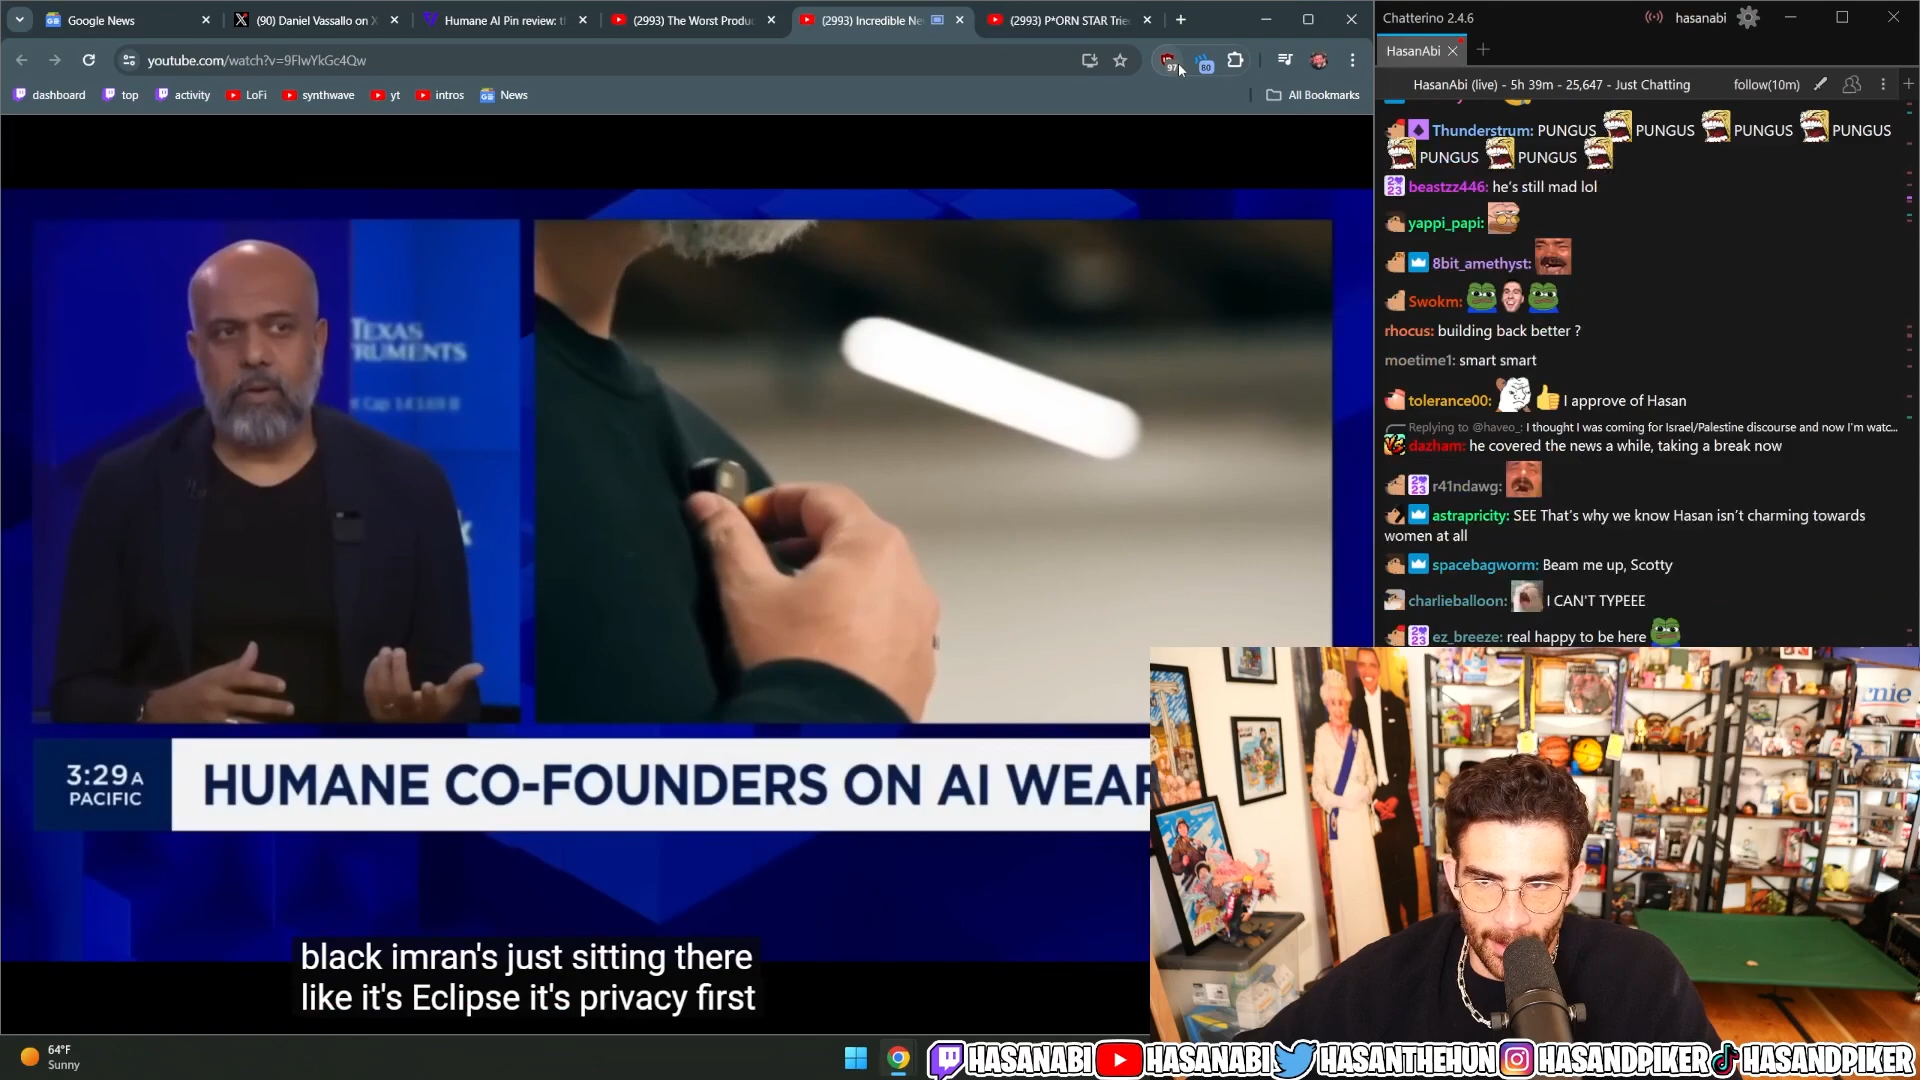 Google News
(90) Daniel Vassallo on X
Humane AI Pin review: th
(2993) The Worst Produc
(2993) Incredible Ne
(2993) P*ORN STAR Trie
youtube.com/watch?v=9FlwYkGc4Qw
97
80
dashboard
top
activity
LoFi
synthwave
yt
intros
News
All Bookmarks
TEXAS
TRUMENTS
3:29A
PACIFIC
HUMANE CO-FOUNDERS ON AI WEAR
black imran's just sitting there
like it's Eclipse it's privacy first
64°F
Sunny
Chatterino 2.4.6
hasanabi
HasanAbi
HasanAbi (live) - 5h 39m - 25,647 - Just Chatting
follow(10m)
Thunderstrum: PUNGUS PUNGUS PUNGUS PUNGUS
PUNGUS PUNGUS
beastzz446: he's still mad lol
yappi_papi:
8bit_amethyst:
Swokm:
rhocus: building back better ?
moetime1: smart smart
tolerance00: I approve of Hasan
Replying to @haveo_: I thought I was coming for Israel/Palestine discourse and now I'm watc...
dazham: he covered the news a while, taking a break now
r41ndawg:
astrapricity: SEE That's why we know Hasan isn't charming towards
women at all
spacebagworm: Beam me up, Scotty
charlieballoon: I CAN'T TYPEEE
ez_breeze: real happy to be here
HASANABI
HASANABI
HASANTHEHUN
HASANDPIKER
HASANDPIKER